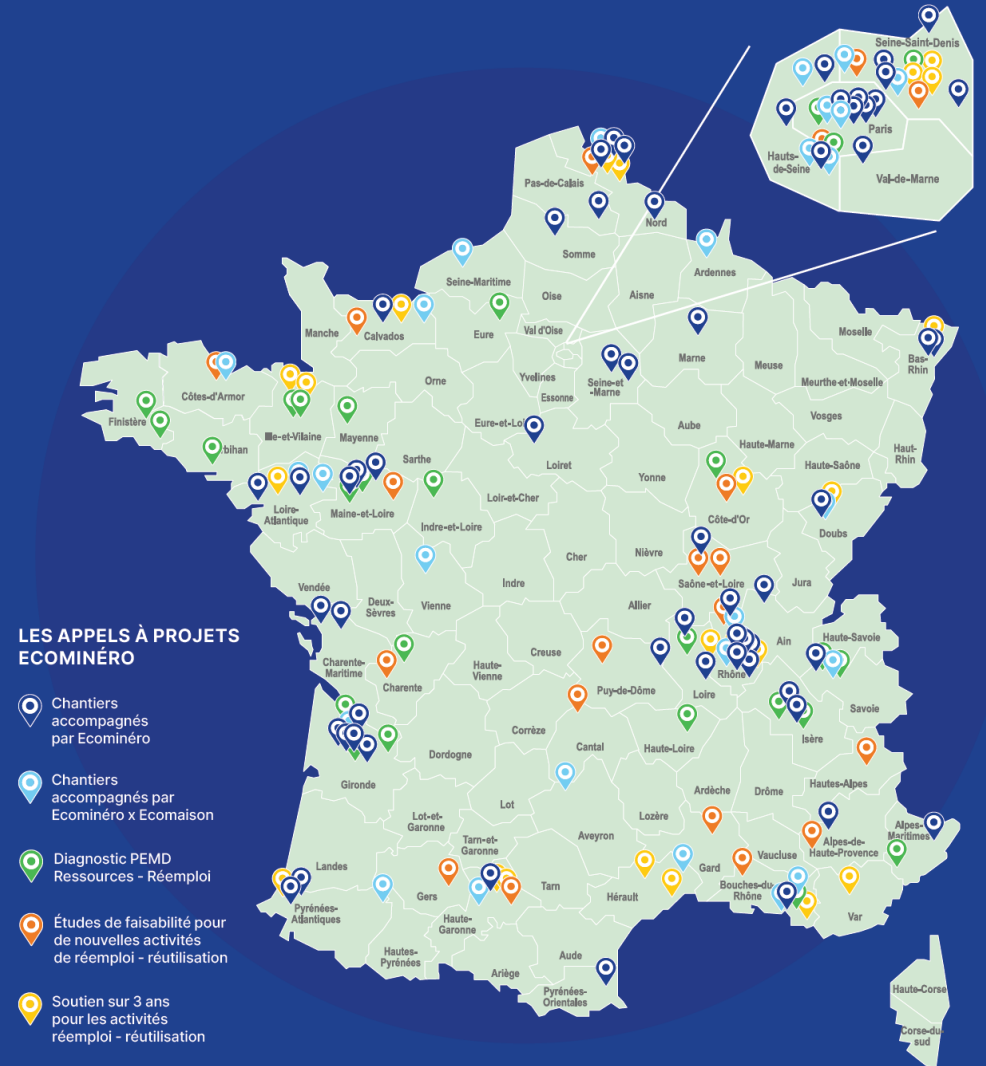 Seine-Saint-Denis
Paris
Hauts-
de-Seine
Val-de-Marne
Pas-de-Calais
Nord
Somme
Ardennes
Seine-Maritime
Oise
Aisne
Manche
Calvados
Eure
Val d'Oise
Moselle
Marne
Meuse
Bas-
Rhin
Orne
Yvelines
Seine-et
-Marne
Meurthe-et-Moselle
Essonne
Côtes-d'Armor
Finistère
Eure-et-Loi
Aube
Vosges
Ille-et-Vilaine
Mayenne
Haute-Marne
bihan
Sarthe
Loiret
Haut-
Rhin
Haute-Saône
Yonne
Loir-et-Cher
Loire-
Atlantique
Maine-et-Loire
Côte-d'Or
Indre-et-Loire
Doubs
Cher
Nièvre
Vendée
Indre
Saône-et-Loire
Jura
Deux-
Sèvres
Vienne
Allier
LES APPELS À PROJETS
ECOMINÉRO
Ain
Haute-Savoie
Creuse
Charente-
Maritime
Haute-
Vienne
Rhône
Charente
Puy-de-Dôme
Loire
Savoie
Chantiers
accompagnés
par Ecominéro
Corrèze
Isère
Cantal
Haute-Loire
Dordogne
Gironde
Chantiers
accompagnés par
Ecominéro x Ecomaison
Ardèche
Drôme
Hautes-Alpes
Lot
Lot-et-
Garonne
Lozère
Aveyron
Alpes-
Maritimes
Tarn-et-
Garonne
Alpes-de-
Haute-Provence
Vaucluse
Diagnostic PEMD
Ressources - Réemploi
Landes
Gard
Tarn
Bouches-du-
Rhône
Gers
Hérault
Pyrénées-
Atlantiques
Var
Haute-
Garonne
Études de faisabilité pour
de nouvelles activités
de réemploi - réutilisation
Hautes-
Pyrénées
Aude
Ariège
Haute-Corse
Pyrénées-
Orientales
Soutien sur 3 ans
pour les activités
réemploi - réutilisation
Corse-du-
sud